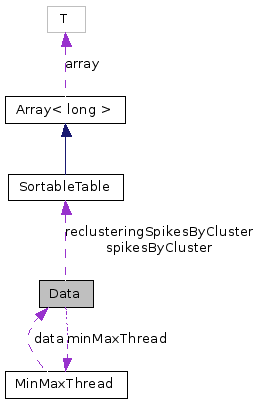 T
array
Array< long >
SortableTable
reclusteringSpikesByCluster
spikesByCluster
Data
data minMaxThread
MinMaxThread